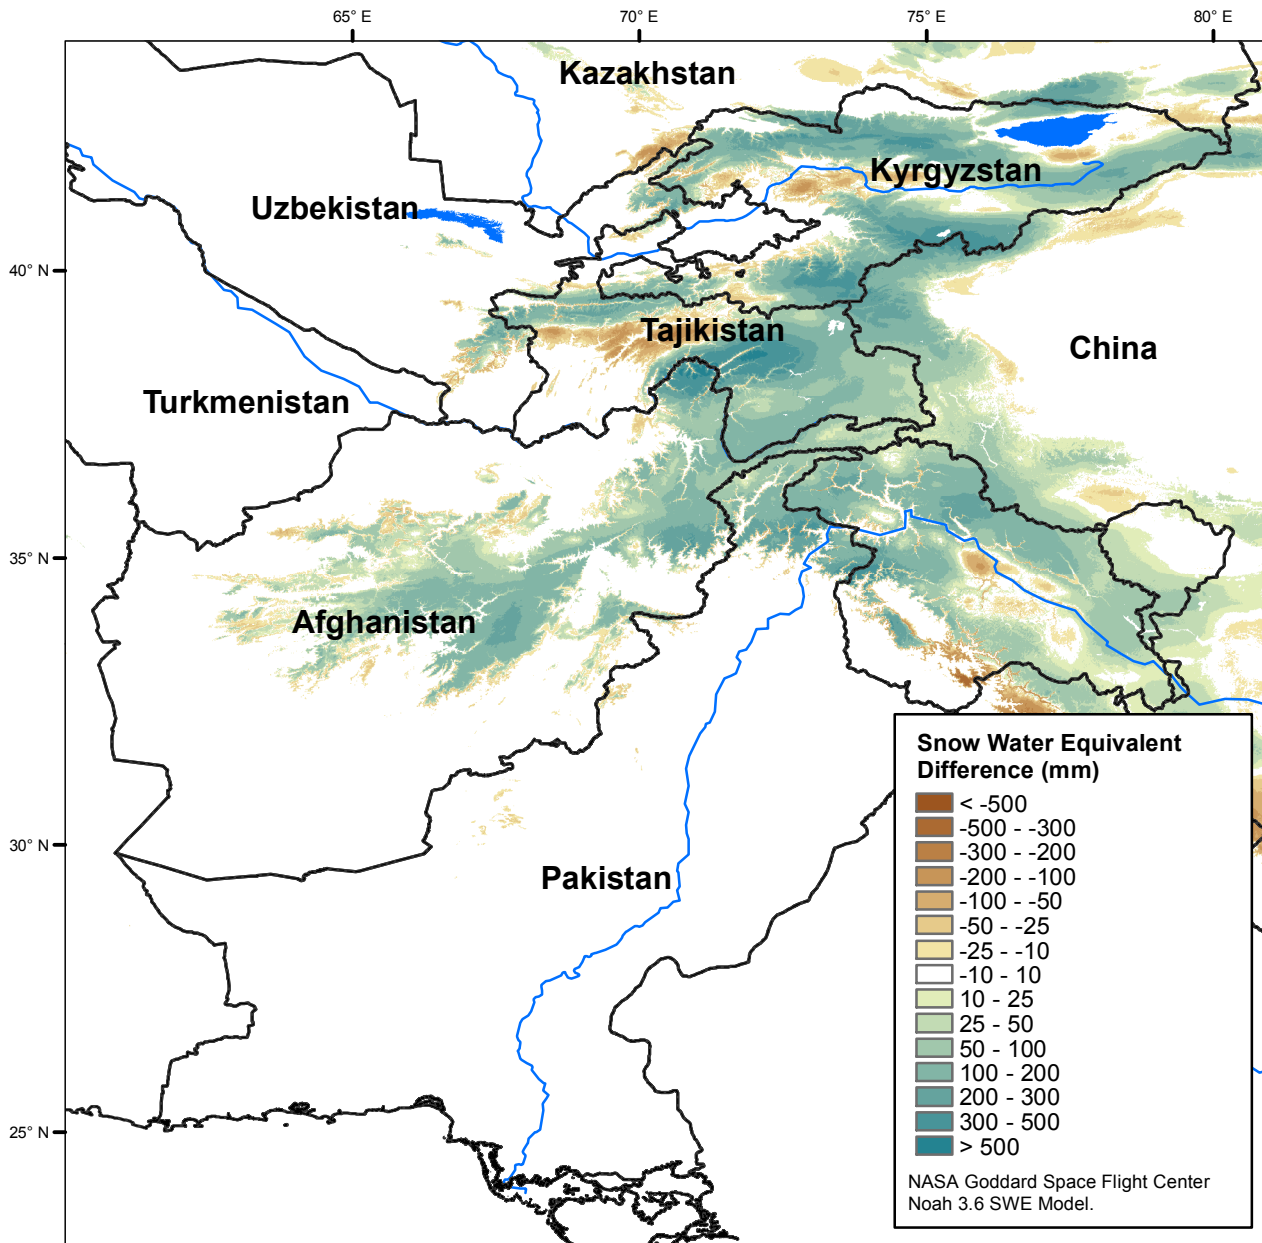 65° E
70° E
75° E
80° E
Kazakhstan
Kyrgyzstan
Uzbekistan
40° N
Tajikistan
China
Turkmenistan
35° N
Afghanistan
30° N
Pakistan
25° N
Snow Water Equivalent
Difference (mm)
< -500
-500 - -300
-300 - -200
-200 - -100
-100 - -50
-50 - -25
-25 - -10
-10 - 10
10 - 25
25 - 50
50 - 100
100 - 200
200 - 300
300 - 500
> 500
NASA Goddard Space Flight Center
Noah 3.6 SWE Model.